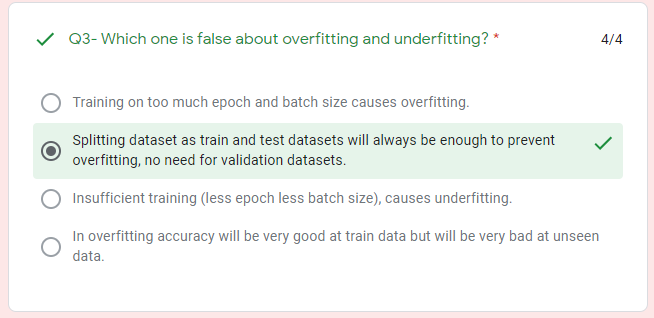 Q3- Which one is false about overfitting and underfitting? *
4/4
Training on too much epoch and batch size causes overfitting.
Splitting dataset as train and test datasets will always be enough to prevent
overfitting, no need for validation datasets.
Insufficient training (less epoch less batch size), causes underfitting.
In overfitting accuracy will be very good at train data but will be very bad at unseen
data.